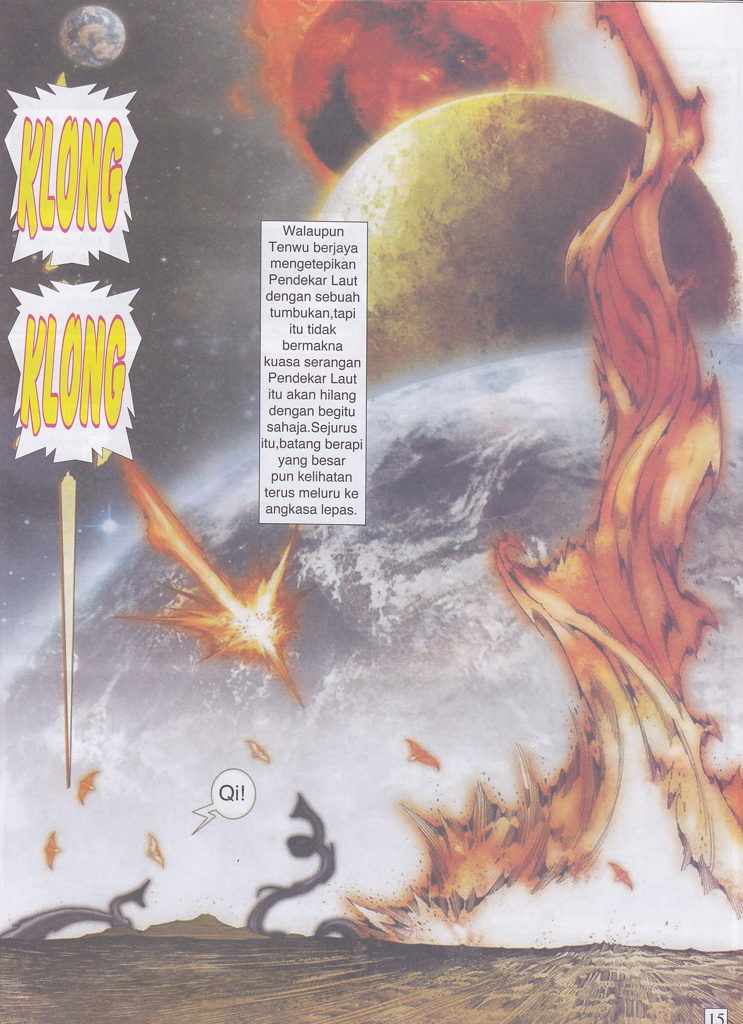 KLONG
KLONG
Walaupun
Tenwu berjaya
mengetepikan
Pendekar Laut
dengan sebuah
tumbukan,tapi
itu tidak
bermakna
kuasa serangan
Pendekar Laut
itu akan hilang
dengan begitu
sahaja.Sejurus
itu,batang berapi
yang besar
pun kelihatan
terus meluru ke
angkasa lepas.
Qi!
15